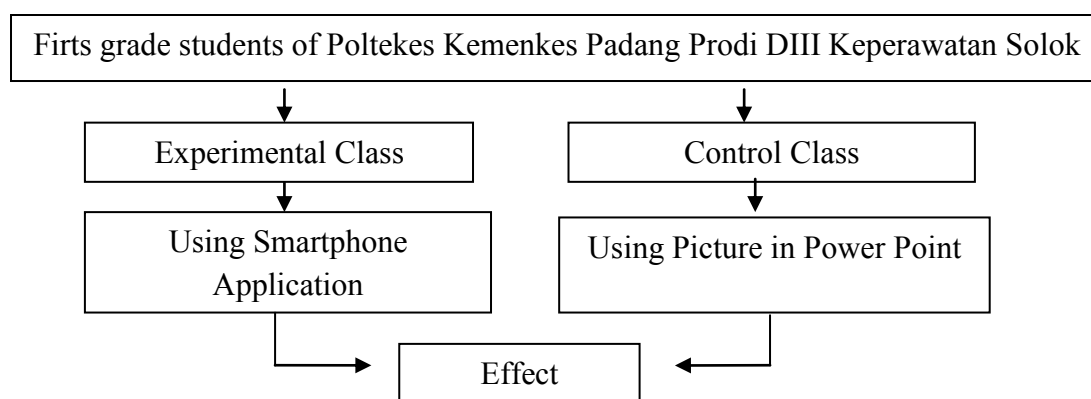 Firts grade students of Poltekes Kemenkes Padang Prodi DIII Keperawatan Solok
Experimental Class
Control Class
Using Smartphone
Application
Using Picture in Power Point
Effect